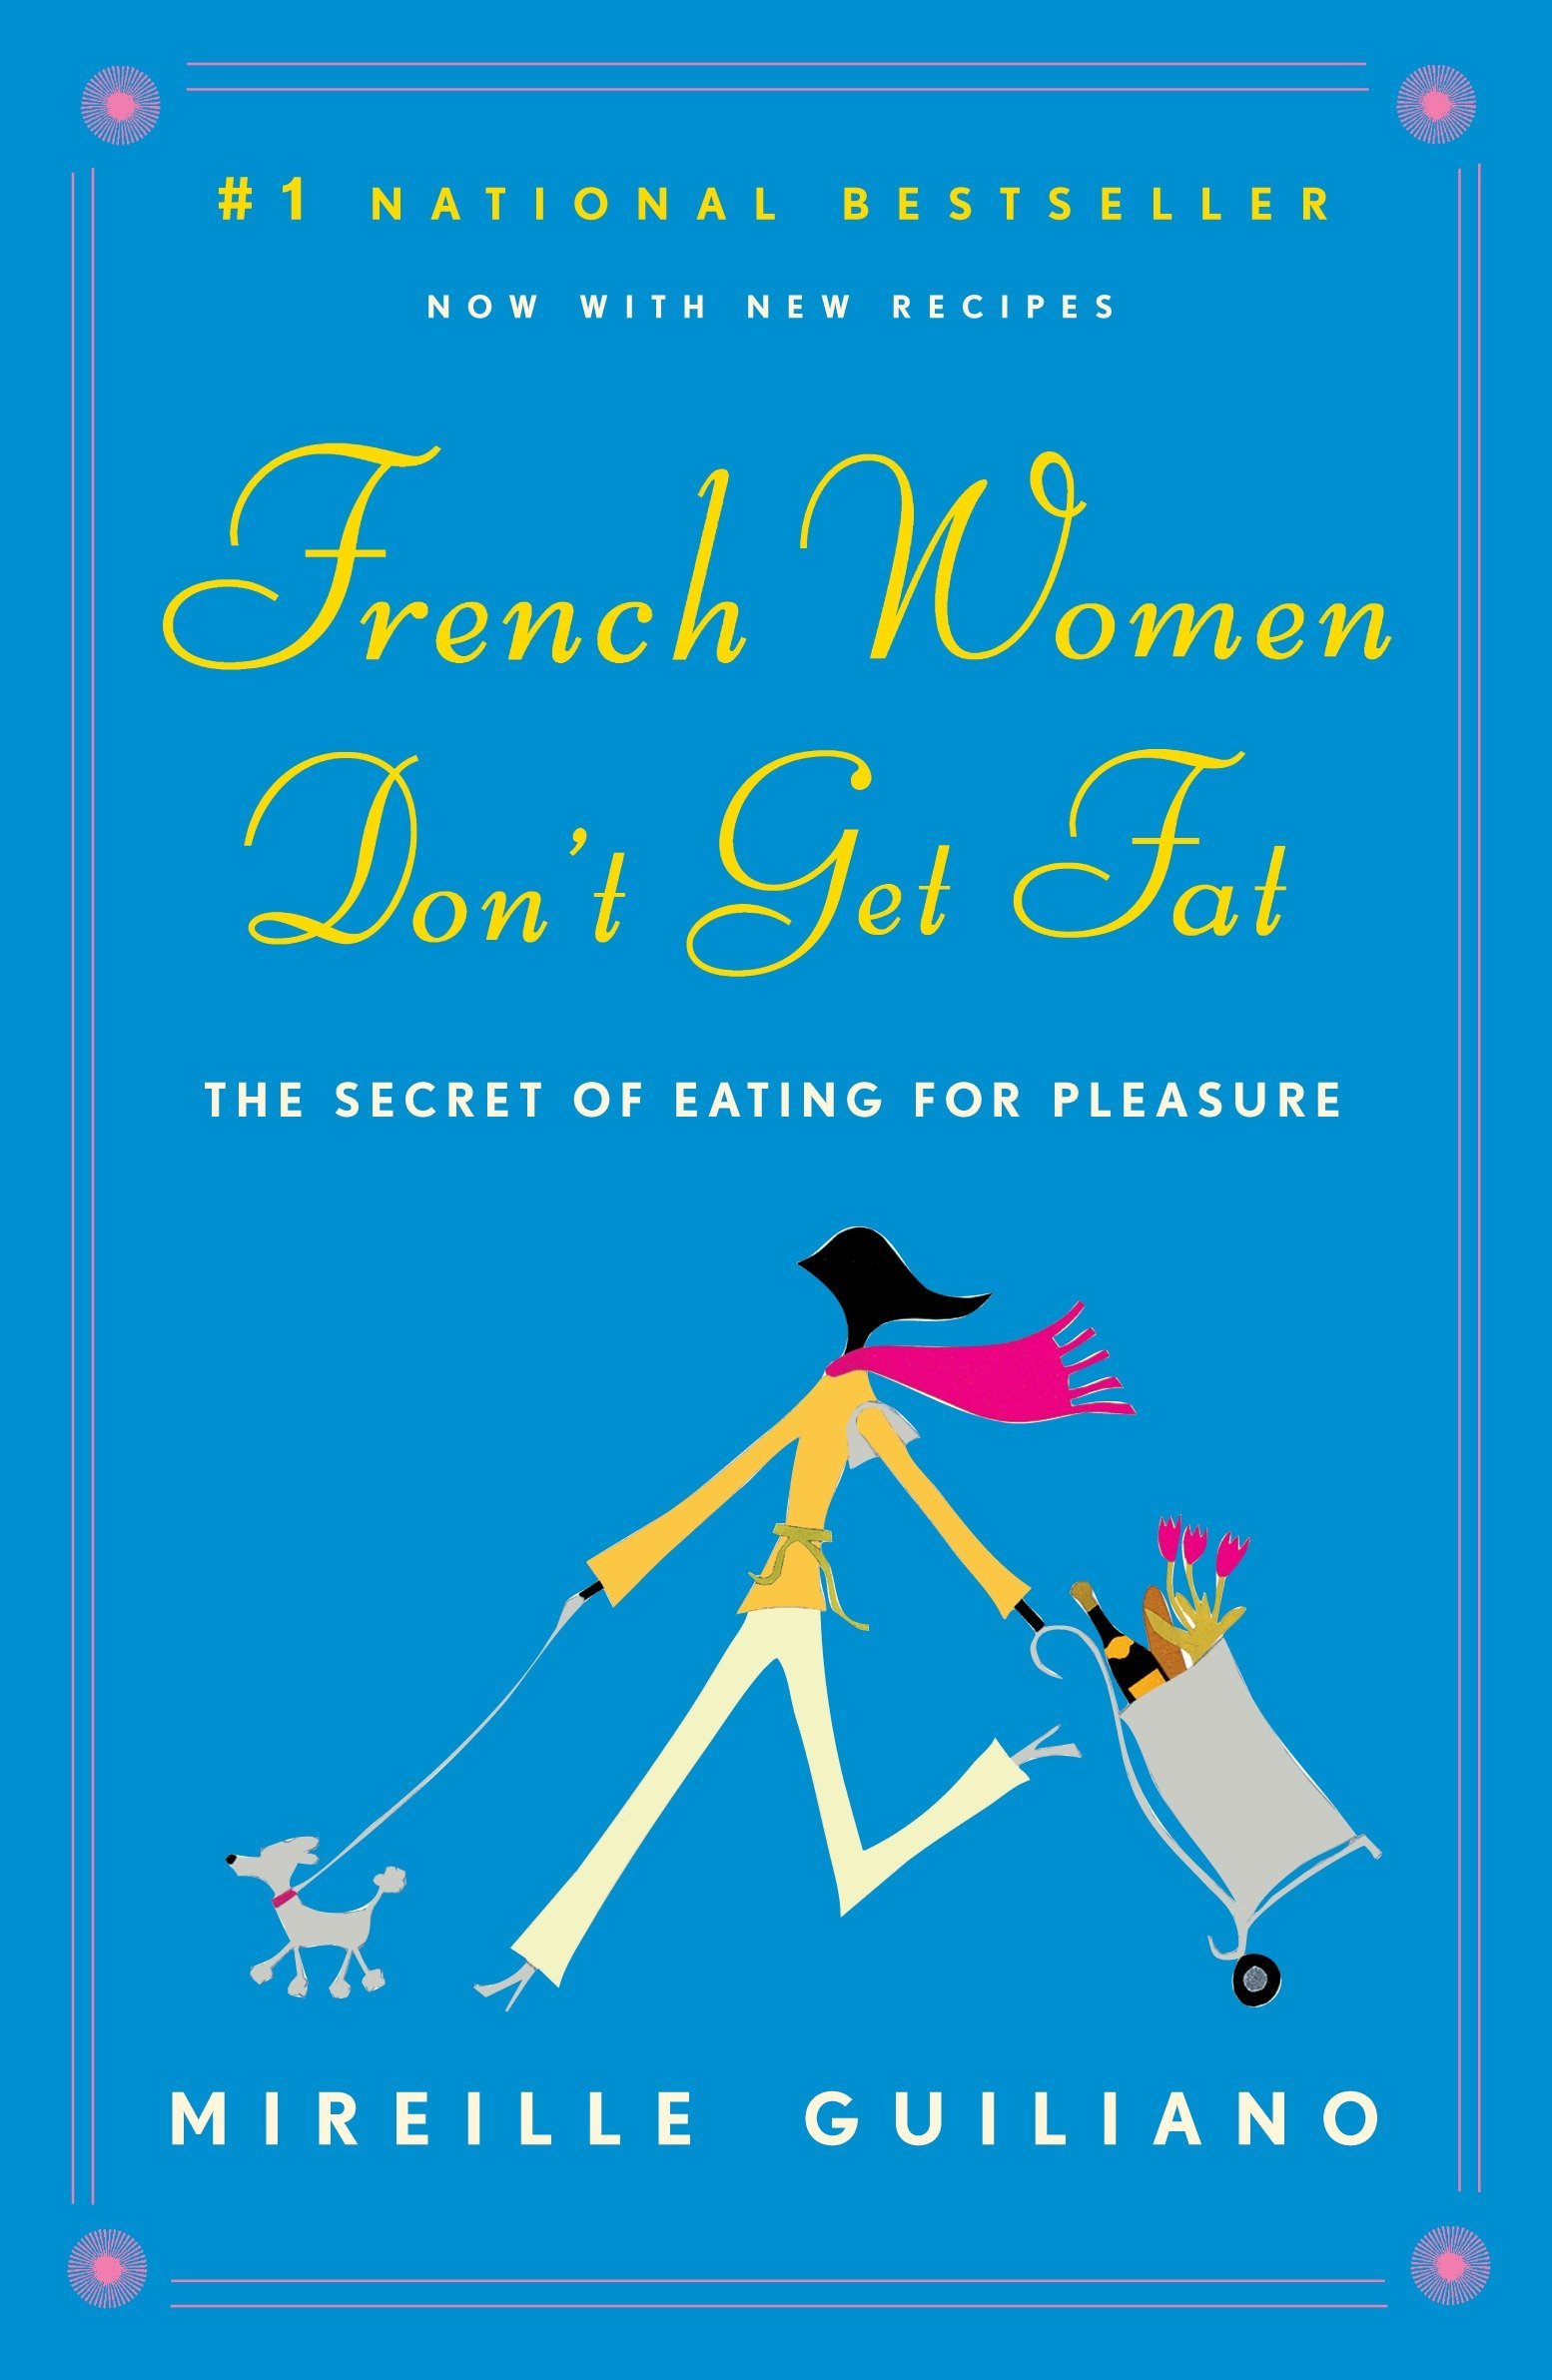 #1 NATIONAL BESTSELLER
NOW WITH NEW RECIPES
French Women
Don't Get Fat
THE SECRET OF EATING FOR PLEASURE
MIREILLE GUILIANO